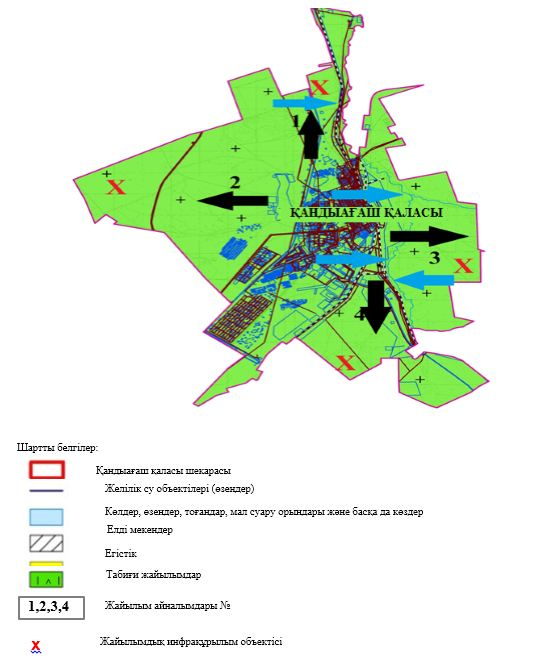 X
1
X
2
ҚАНДЫАҒАШ ҚАЛАСЫ
3
X
4
X
Шартты белгілер:
Қандыағаш қаласы шекарасы
Желілік су объектілері (өзендер)
Көлдер, өзендер, тоғандар, мал суару орындары және басқа да көздер
Елді мекендер
Егістік
Табиғи жайылымдар
1,2,3,4 Жайылым айналымдары №
X Жайылымдық инфрақұрылым объектісі